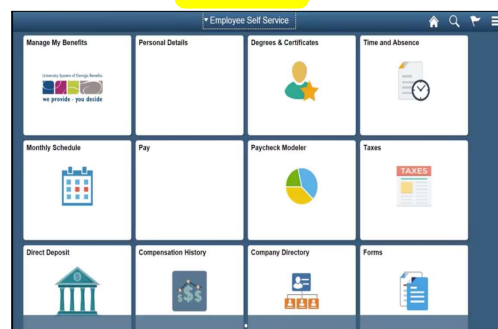 Employee Self Service
Manage My Benefits
Personal Details
Degrees & Certificates
Time and Absence
University System of Georgia Benefits
we provide - you decide
Monthly Schedule
Pay
Paycheck Modeler
Taxes
TAXES
Direct Deposit
Compensation History
Company Directory
Forms
$
s$s